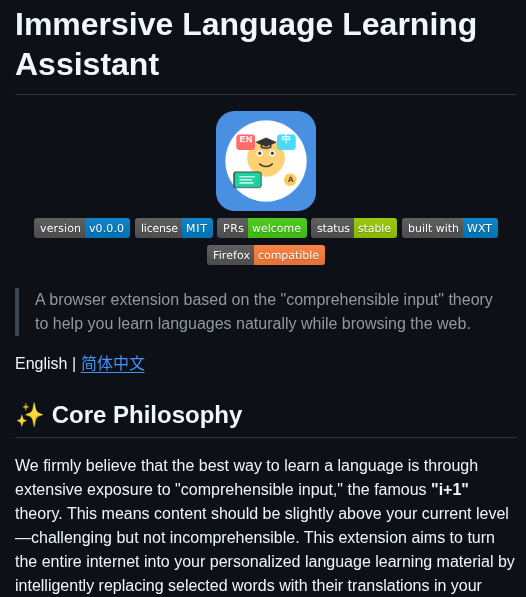 Immersive Language Learning
Assistant
EN
中
A
version v0.0.0 license MIT PRs welcome status stable built with WXT
Firefox compatible
A browser extension based on the "comprehensible input" theory
to help you learn languages naturally while browsing the web.
English | 简体中文
✨ Core Philosophy
We firmly believe that the best way to learn a language is through
extensive exposure to "comprehensible input," the famous "i+1"
theory. This means content should be slightly above your current level
—challenging but not incomprehensible. This extension aims to turn
the entire internet into your personalized language learning material by
intelligently replacing selected words with their translations in your